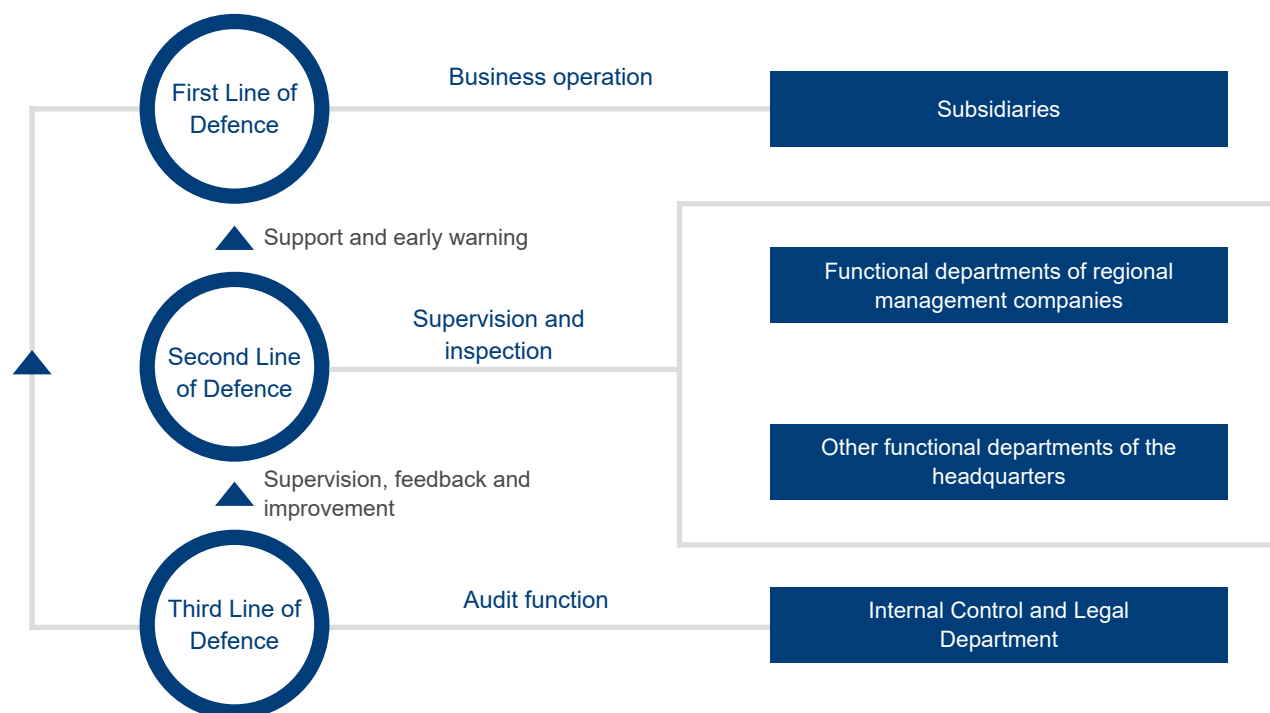 First Line of
Defence
Business operation
Subsidiaries
Support and early warning
Second Line
of Defence
Supervision and
inspection
Functional departments of regional
management companies
Other functional departments of the
headquarters
Supervision, feedback and
improvement
Third Line of
Defence
Audit function
Internal Control and Legal
Department